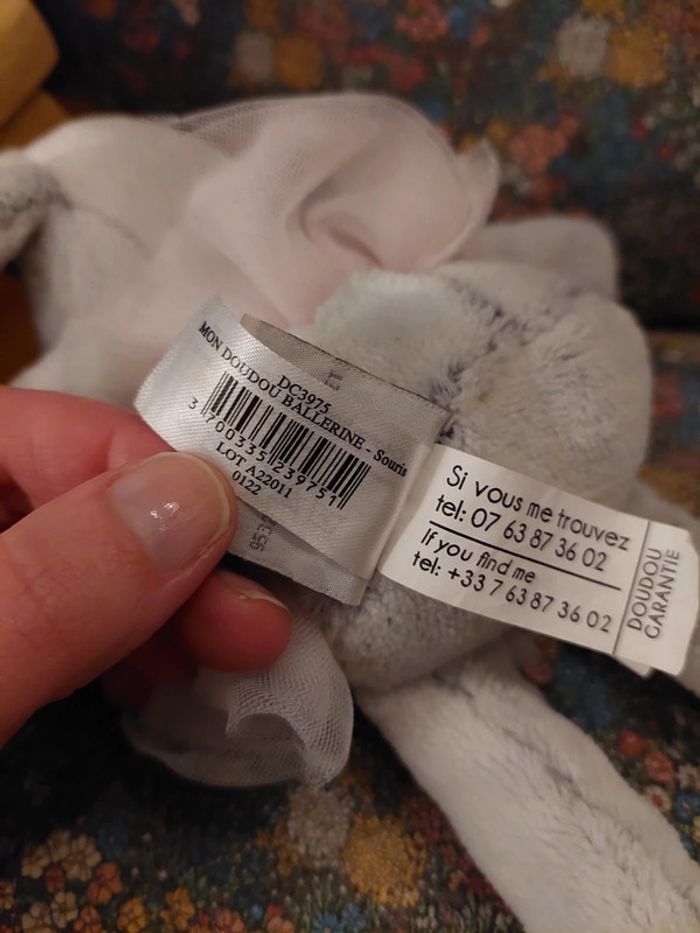 DC3975
MON DOUDOU BALLERINE - Souris
3 700335 239751
LOT A22011
0122
Si vous me trouvez
tel: 07 63 87 36 02
If you find me
tel: +33 7 63 87 36 02
DOUDOU
GARANTIE